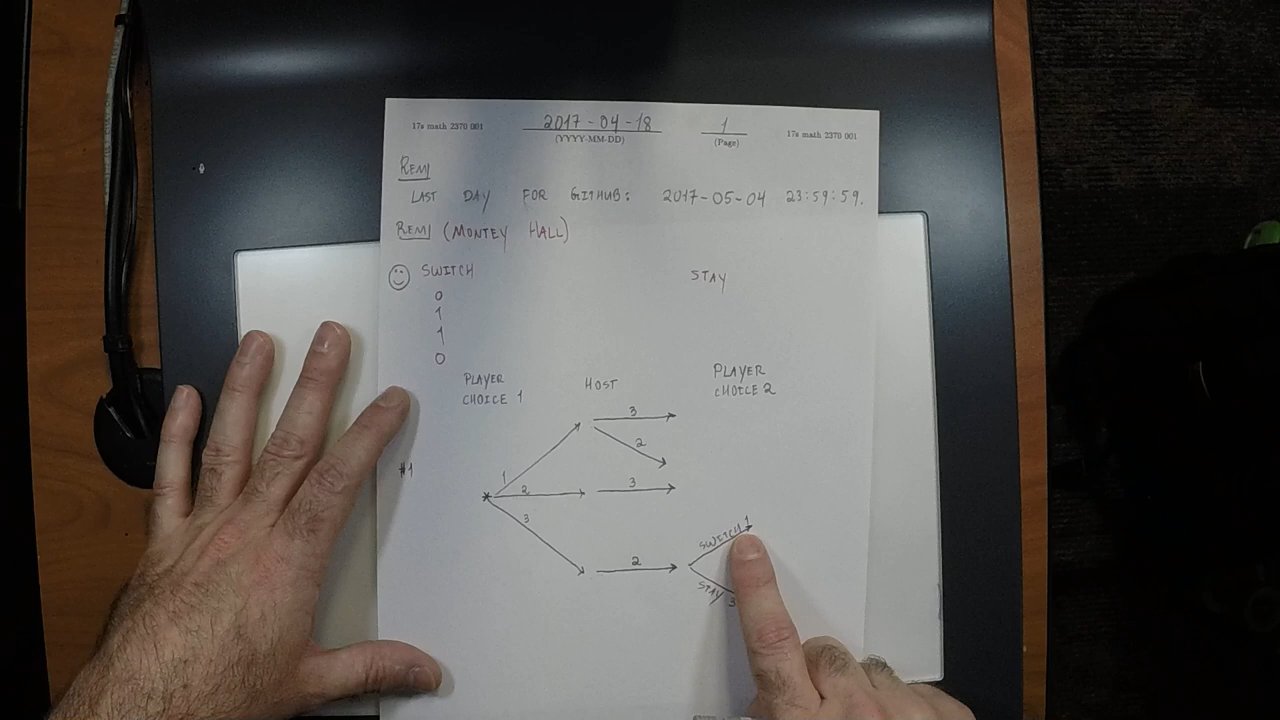 17s math 2370 001 2017-04-18 1 17s math 2370 001
(YYYY-MM-DD) (Page)
REM
LAST DAY FOR GITHUB: 2017-05-04 23:59:59.
REM (MONTEY HALL)
SWITCH STAY
0
1
1
0
PLAYER CHOICE 1
HOST
PLAYER CHOICE 2
#1
3
2
1
2
3
3
2
SWITCH 1
STAY 3